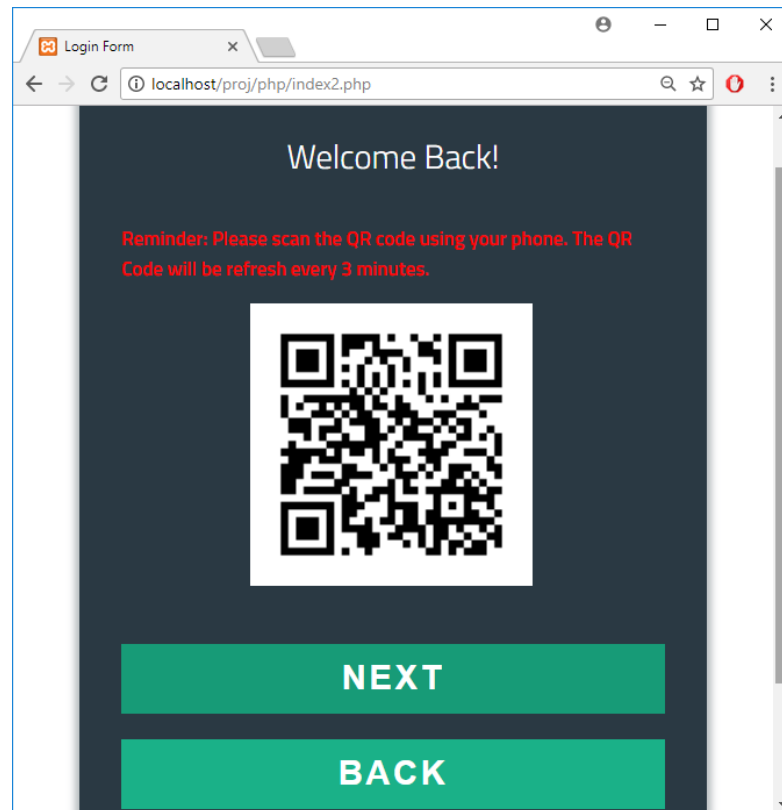 Login Form
localhost/proj/php/index2.php
Welcome Back!
Reminder: Please scan the QR code using your phone. The QR
Code will be refresh every 3 minutes.
NEXT
BACK